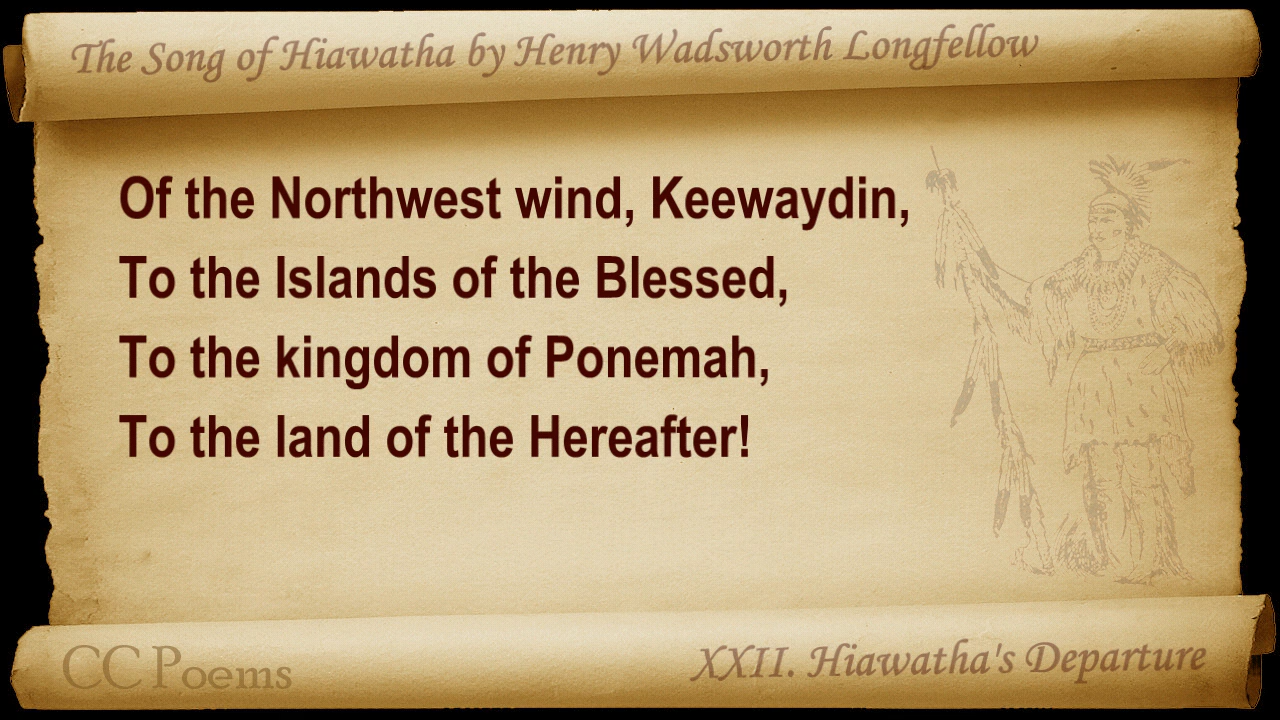 The Song of Hiawatha by Henry Wadsworth Longfellow
Of the Northwest wind, Keewaydin,
To the Islands of the Blessed,
To the kingdom of Ponemah,
To the land of the Hereafter!
CC Poems
XXII. Hiawatha's Departure